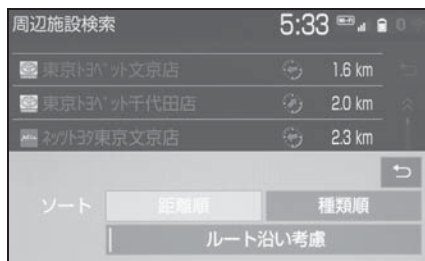 周辺施設検索 5:33
東京トヨペット文京店 1.6 km
東京トヨペット千代田店 2.0 km
ネッツトヨタ東京文京店 2.3 km
ソート 距離順 種類順
ルート沿い考慮